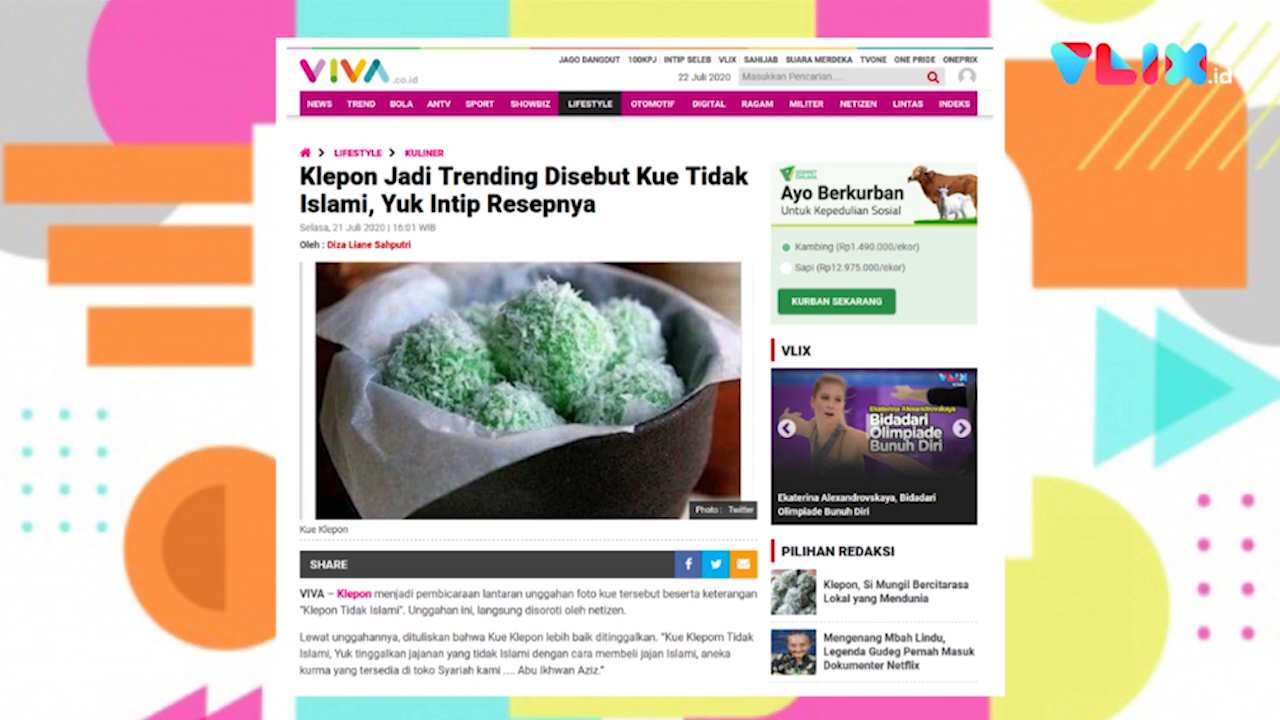 VLIX.id
VIVA.co.id
JAGO DANGDUT 100KPJ INTIP SELEB VLIX SAHIJAB SUARA MERDEKA TVONE ONE PRIDE ONEPRIX
22 Juli 2020 Masukkan Pencarian....
NEWS TREND BOLA ANTV SPORT SHOWBIZ LIFESTYLE OTOMOTIF DIGITAL RAGAM MILITER NETIZEN LINTAS INDEKS
LIFESTYLE KULINER
Klepon Jadi Trending Disebut Kue Tidak
Islami, Yuk Intip Resepnya
Selasa, 21 Juli 2020 | 16:01 WIB
Oleh : Diza Liane Sahputri
Photo : Twitter
Kue Klepon
SHARE
VIVA – Klepon menjadi pembicaraan lantaran unggahan foto kue tersebut beserta keterangan
"Klepon Tidak Islami". Unggahan ini, langsung disoroti oleh netizen.
Lewat unggahannya, dituliskan bahwa Kue Klepon lebih baik ditinggalkan. "Kue Kleporn Tidak
Islami, Yuk tinggalkan jajanan yang tidak Islami dengan cara membeli jajan Islami, aneka
kurma yang tersedia di toko Syariah kami .... Abu Ikhwan Aziz."
Ayo Berkurban
Untuk Kepedulian Sosial
Kambing (Rp1.490.000/ekor)
Sapi (Rp12.975.000/ekor)
KURBAN SEKARANG
VLIX
VLIX
Ekaterina Alexandrovskaya
Bidadari
Olimpiade
Bunuh Diri
Ekaterina Alexandrovskaya, Bidadari
Olimpiade Bunuh Diri
PILIHAN REDAKSI
Klepon, Si Mungil Bercitarasa
Lokal yang Mendunia
Mengenang Mbah Lindu,
Legenda Gudeg Pernah Masuk
Dokumenter Netflix